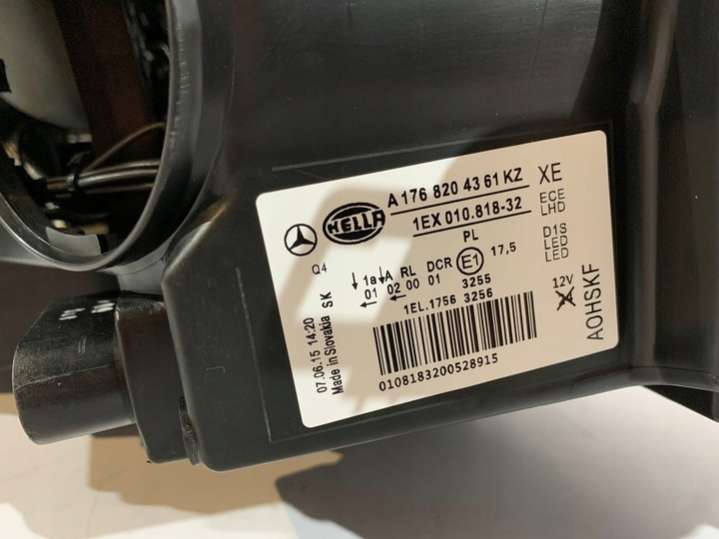 A 176 820 43 61 KZ XE
HELLA
1EX 010.818-32 ECE
LHD
PL D1S
LED
LED
Q4
1a A RL DCR E1 17,5
01 02 00 01
3255
1EL.1756 3256
12V
AOHSKF
07.06.15 14:20
Made in Slovakia SK
0108183200528915